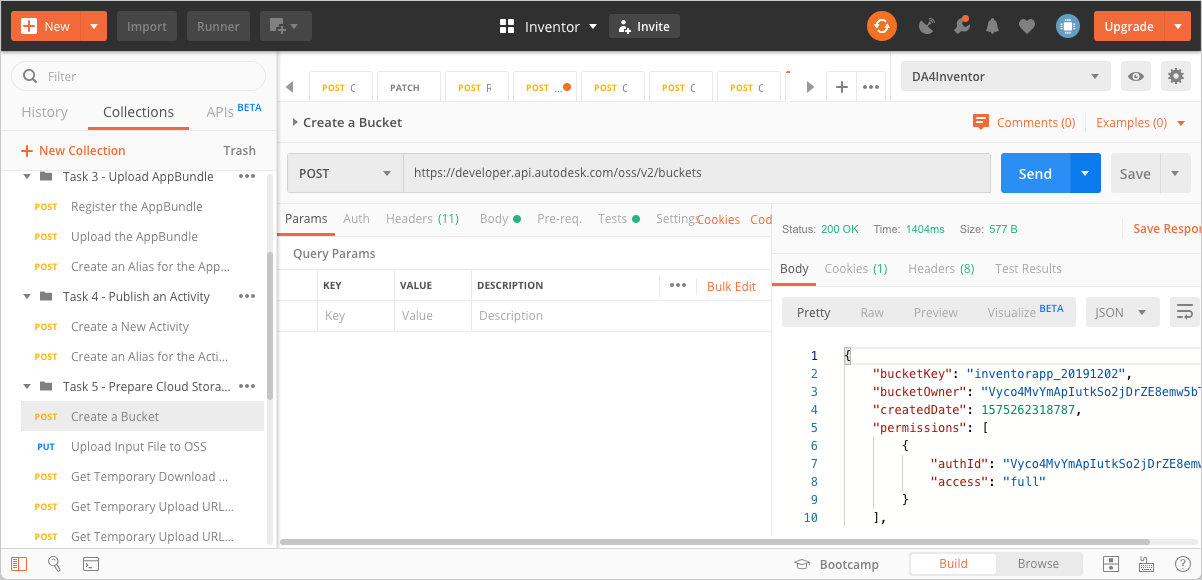 New Import Runner Inventor Invite Upgrade
Filter
History Collections APIs BETA
New Collection Trash
Task 3 - Upload AppBundle •••
POST Register the AppBundle
POST Upload the AppBundle
POST Create an Alias for the App...
Task 4 - Publish an Activity •••
POST Create a New Activity
POST Create an Alias for the Acti...
Task 5 - Prepare Cloud Stora... •••
POST Create a Bucket
PUT Upload Input File to OSS
POST Get Temporary Download ...
POST Get Temporary Upload URL...
POST Get Temporary Upload URL...
POST C PATCH POST R POST ... POST C POST C POST C + ••• DA4Inventor
Create a Bucket Comments (0) Examples (0)
POST https://developer.api.autodesk.com/oss/v2/buckets Send Save
Params Auth Headers (11) Body Pre-req. Tests Settings Cookies Cod
Query Params
KEY VALUE DESCRIPTION ••• Bulk Edit
Key Value Description
Status: 200 OK Time: 1404ms Size: 577 B Save Respon
Body Cookies (1) Headers (8) Test Results
Pretty Raw Preview Visualize BETA JSON
1 {
2 "bucketKey": "inventorapp_20191202",
3 "bucketOwner": "Vyco4MvYmApIutkSo2jDrZE8emw5bT
4 "createdDate": 1575262318787,
5 "permissions": [
6 {
7 "authId": "Vyco4MvYmApIutkSo2jDrZE8emw
8 "access": "full"
9 }
10 ],
Bootcamp Build Browse ?